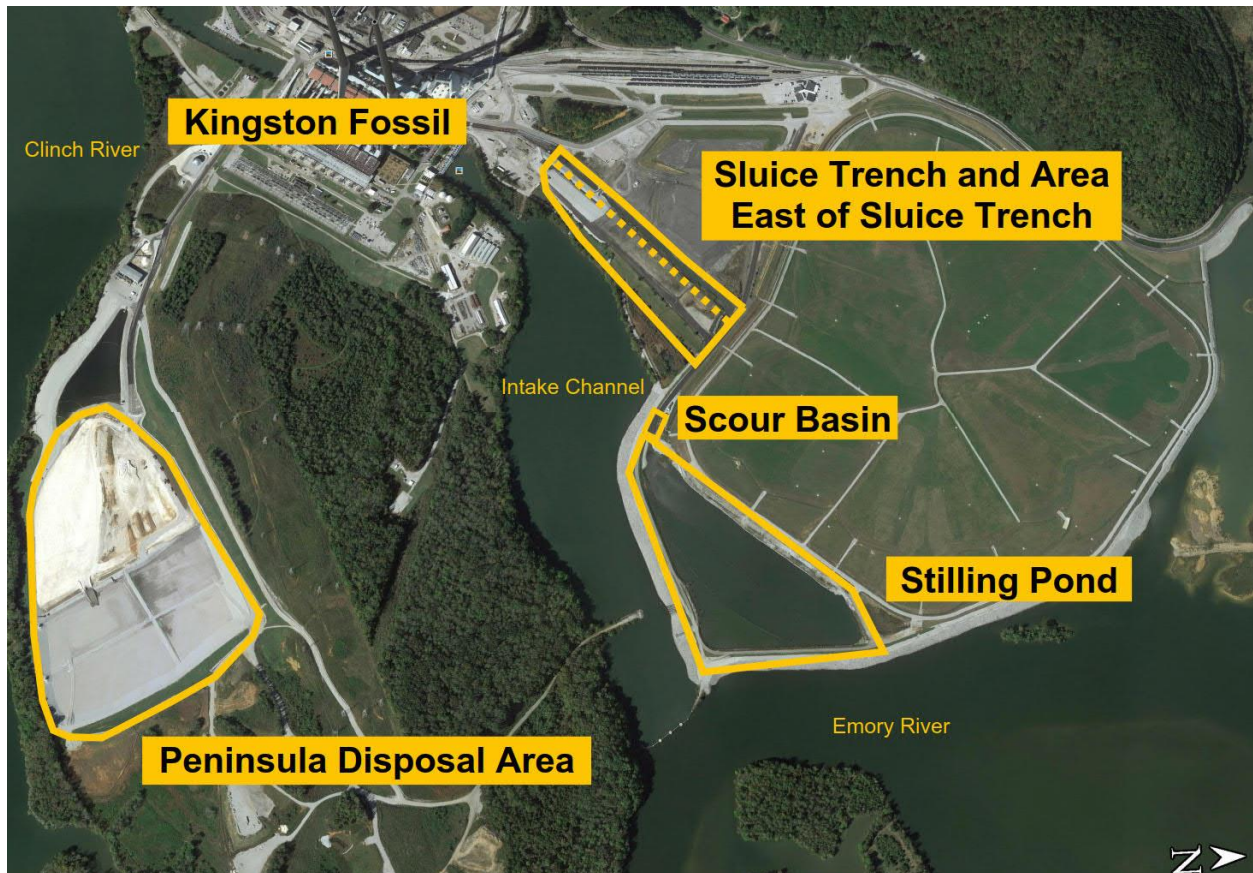 Kingston Fossil
Clinch River
Sluice Trench and Area
East of Sluice Trench
Intake Channel
Scour Basin
Stilling Pond
Emory River
Peninsula Disposal Area
N